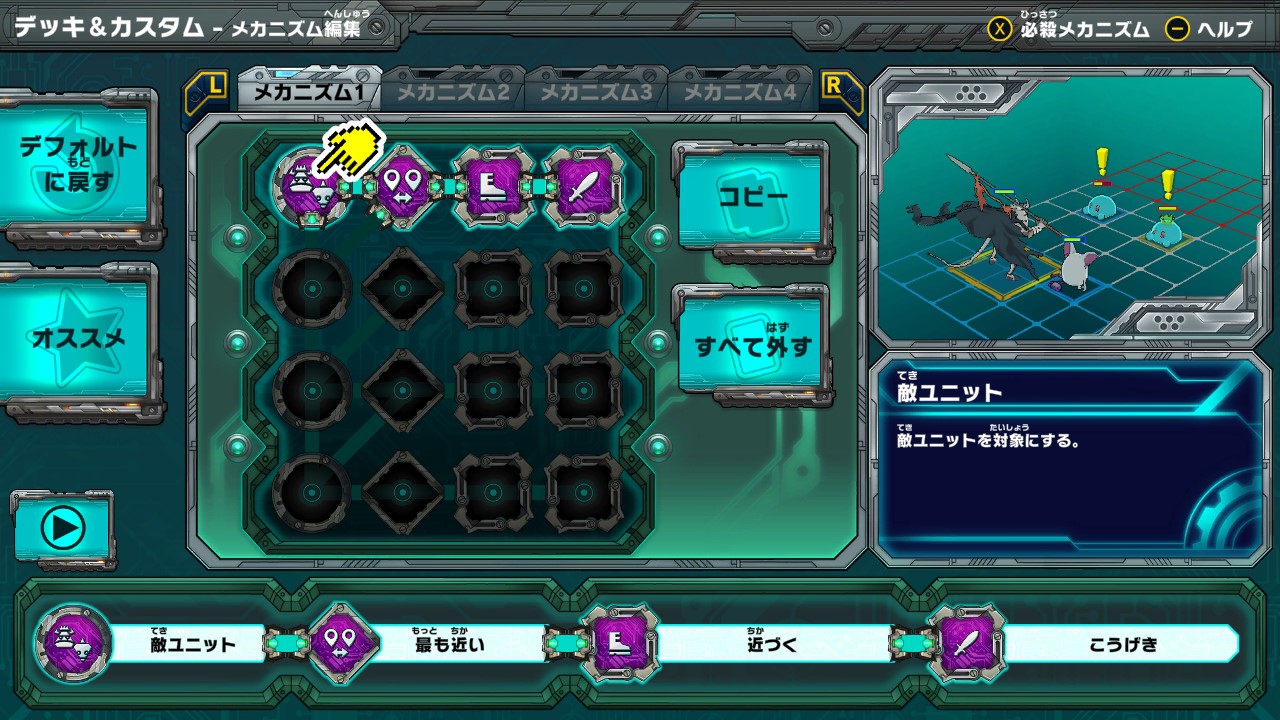 デッキ＆カスタム - メカニズム編集
へんしゅう
X 必殺メカニズム
ひっさつ
− ヘルプ
L
メカニズム1
メカニズム2
メカニズム3
メカニズム4
R
デフォルト
もと
に戻す
オススメ
コピー
はず
すべて外す
てき
敵ユニット
てき たいしょう
敵ユニットを対象にする。
てき
敵ユニット
もっと ちか
最も近い
ちか
近づく
こうげき